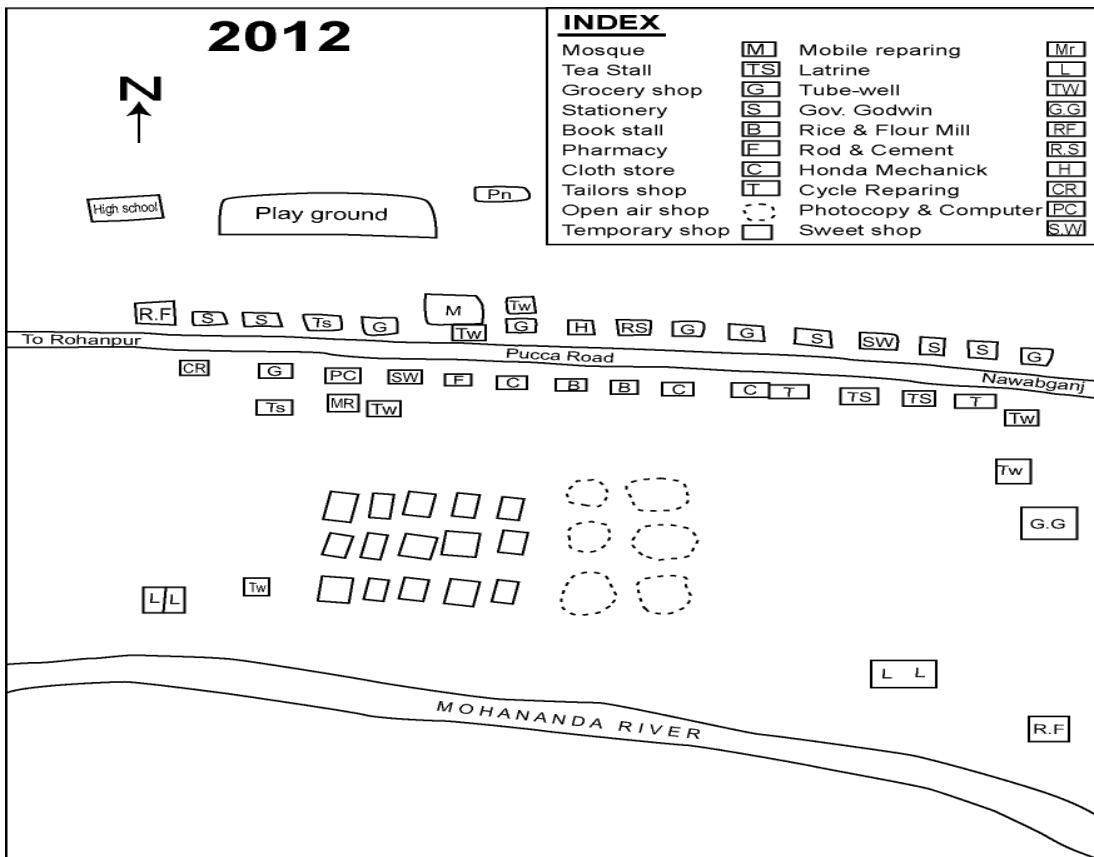 2012
N
INDEX
Mosque M Mobile reparing Mr
Tea Stall TS Latrine L
Grocery shop G Tube-well TW
Stationery S Gov. Godwin G.G
Book stall B Rice & Flour Mill RF
Pharmacy F Rod & Cement R.S
Cloth store C Honda Mechanick H
Tailors shop T Cycle Reparing CR
Open air shop Photocopy & Computer PC
Temporary shop Sweet shop S.W
High school Play ground Pn
R.F S S Ts G M Tw
Tw G H RS G G S SW S S G
To Rohanpur Pucca Road Nawabganj
CR G PC SW F C B B C C T TS TS T
Ts MR Tw Tw
Tw
G.G
L L Tw
L L
MOHANANDA RIVER
R.F